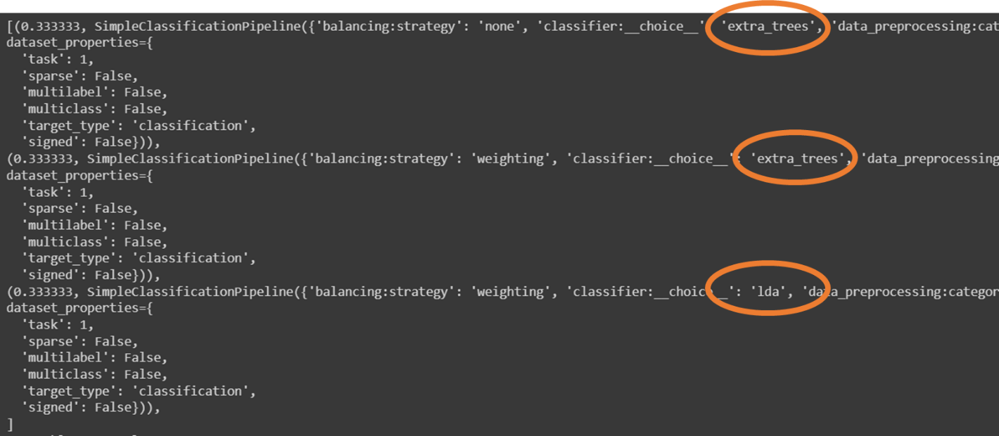 [(0.333333, SimpleClassificationPipeline({'balancing:strategy': 'none', 'classifier:__choice__': 'extra_trees', 'data_preprocessing:cat
dataset_properties={
  'task': 1,
  'sparse': False,
  'multilabel': False,
  'multiclass': False,
  'target_type': 'classification',
  'signed': False})),
(0.333333, SimpleClassificationPipeline({'balancing:strategy': 'weighting', 'classifier:__choice__': 'extra_trees', 'data_preprocessing
dataset_properties={
  'task': 1,
  'sparse': False,
  'multilabel': False,
  'multiclass': False,
  'target_type': 'classification',
  'signed': False})),
(0.333333, SimpleClassificationPipeline({'balancing:strategy': 'weighting', 'classifier:__choice__': 'lda', 'data_preprocessing:categor
dataset_properties={
  'task': 1,
  'sparse': False,
  'multilabel': False,
  'multiclass': False,
  'target_type': 'classification',
  'signed': False})),
]